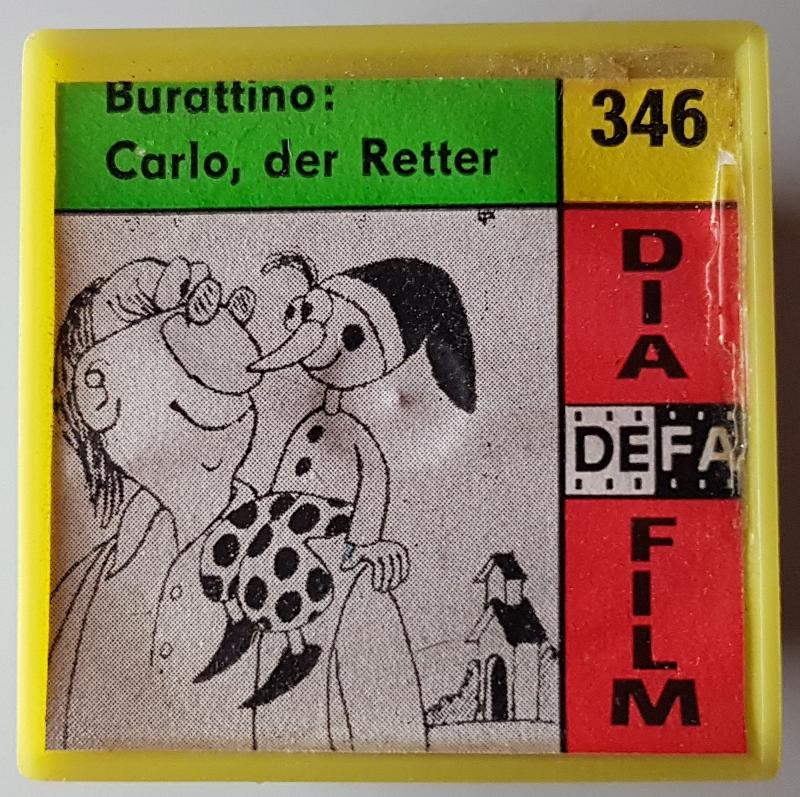 Burattino:
Carlo, der Retter
346
DIA
DEFA
FILM